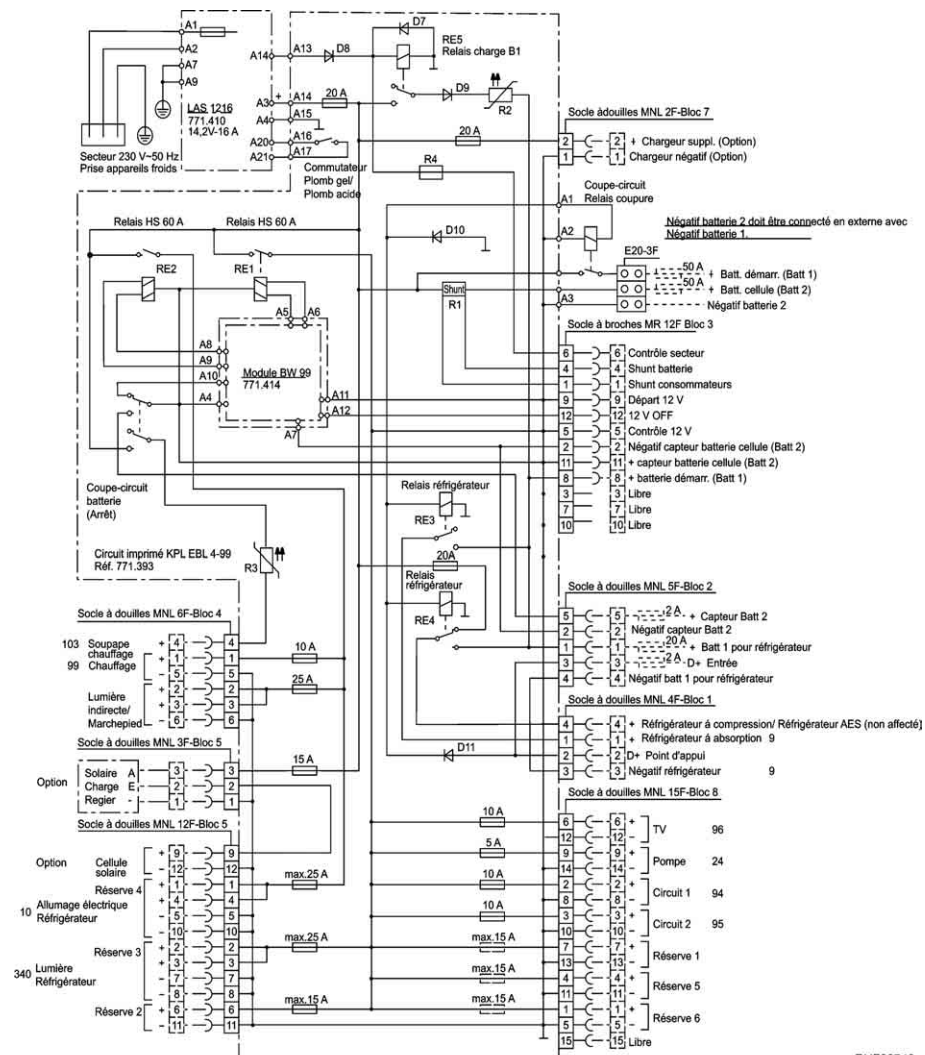 A1
A2
A7
A9
LAS 1216
771.410
14,2V-16 A
A14
A3 +
A4
A20
A21
Secteur 230 V~50 Hz
Prise appareils froids
A13
D8
A14
20 A
A15
A16
A17
Commutateur
Plomb gel/
Plomb acide
D7
RE5
Relais charge B1
D9
R2
20 A
R4
Socle àdouilles MNL 2F-Bloc 7
2 2 + Chargeur suppl. (Option)
1 1 Chargeur négatif (Option)
Coupe-circuit
Relais coupure
A1
A2
A3
D10
Négatif batterie 2 doit être connecté en externe avec
Négatif batterie 1.
E20-3F
50 A + Batt. démarr. (Batt 1)
50 A + Batt. cellule (Batt 2)
Négatif batterie 2
Shunt
R1
Relais HS 60 A
Relais HS 60 A
RE2
RE1
A5
A6
A8
A9
A10
A4
Module BW 99
771.414
A11
A12
A7
Coupe-circuit
batterie
(Arrêt)
Circuit imprimé KPL EBL 4-99
Réf. 771.393
R3
Socle à broches MR 12F Bloc 3
6 6 Contrôle secteur
4 4 Shunt batterie
1 1 Shunt consommateurs
9 9 Départ 12 V
12 12 12 V OFF
5 5 Contrôle 12 V
2 2 Négatif capteur batterie cellule (Batt 2)
11 11 + capteur batterie cellule (Batt 2)
8 8 + batterie démarr. (Batt 1)
3 3 Libre
7 7 Libre
10 10 Libre
Relais réfrigérateur
RE3
20A
Relais
réfrigérateur
RE4
D11
Socle à douilles MNL 5F-Bloc 2
5 5 2 A + Capteur Batt 2
2 2 Négatif capteur Batt 2
1 1 20 A + Batt 1 pour réfrigérateur
3 3 2 A D+ Entrée
4 4 Négatif batt 1 pour réfrigérateur
Socle à douilles MNL 4F-Bloc 1
4 4 + Réfrigérateur á compression/ Réfrigérateur AES (non affecté)
1 1 + Réfrigérateur á absorption 9
2 2 D+ Point d'appui
3 3 Négatif réfrigérateur 9
Socle à douilles MNL 6F-Bloc 4
103 Soupape
chauffage
99 Chauffage
+ 4 4
+ 1 1
- 5 5
Lumière
indirecte/
Marchepied
+ 2 2
+ 3 3
- 6 6
10 A
25 A
Socle à douilles MNL 3F-Bloc 5
Option
Solaire A 3 3
Charge E 2 2
Regier - 1 1
15 A
Socle à douilles MNL 12F-Bloc 5
Option Cellule
solaire
+ 9 9
- 12 12
Réserve 4
10 Allumage électrique
Réfrigérateur
+ 1 1
+ 4 4
- 5 5
- 10 10
max.25 A
Réserve 3
340 Lumière
Réfrigérateur
+ 2 2
+ 3 3
- 7 7
- 8 8
max.25 A
Réserve 2
+ 6 6
- 11 11
max.15 A
Socle à douilles MNL 15F-Bloc 8
10 A
6 6 +
12 12 -
TV 96
5 A
9 9 +
14 14 -
Pompe 24
10 A
2 2 +
8 8 -
Circuit 1 94
10 A
3 3 +
10 10 -
Circuit 2 95
max.15 A
7 7 +
13 13 -
Réserve 1
max.15 A
4 4 +
11 11 -
Réserve 5
max.15 A
1 1 +
5 5 -
Réserve 6
15 15 Libre